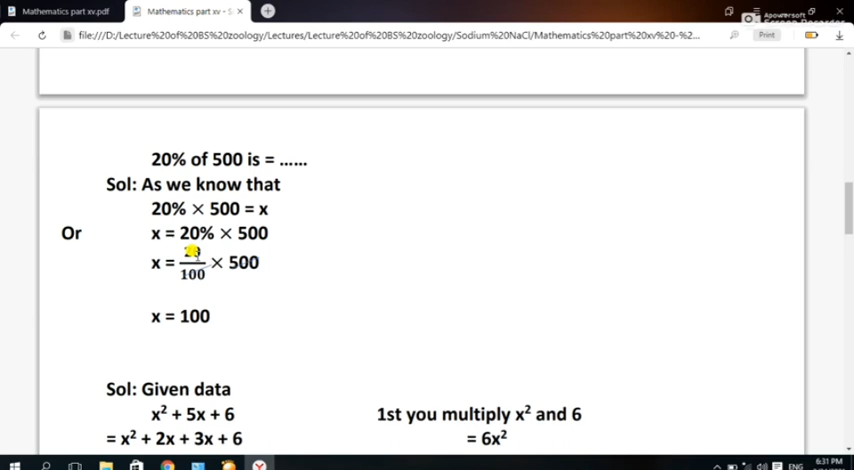 Mathematics part xv.pdf
Mathematics part xv - S
Apowersoft
file:///D:/Lecture%20of%20BS%20zoology/Lectures/Lecture%20of%20BS%20zoology/Sodium%20NaCl/Mathematics%20part%20xv%20-%2...
Print
20% of 500 is = ......
Sol: As we know that
20% × 500 = x
Or x = 20% × 500
x = /100 × 500
x = 100
Sol: Given data
x² + 5x + 6 1st you multiply x² and 6
= x² + 2x + 3x + 6 = 6x²
ENG
6:31 PM